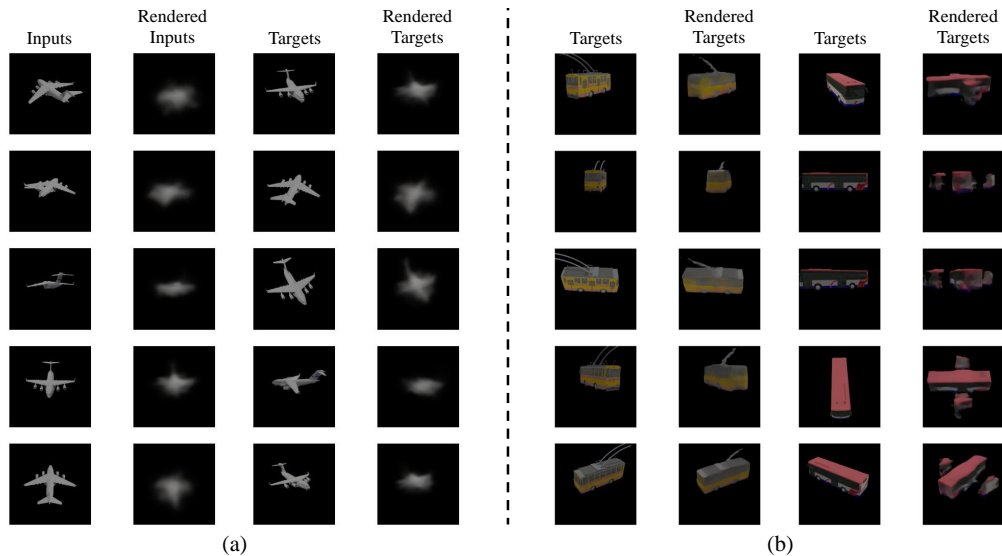 Inputs
Rendered
Inputs
Targets
Rendered
Targets
Targets
Rendered
Targets
Targets
Rendered
Targets
(a)
(b)